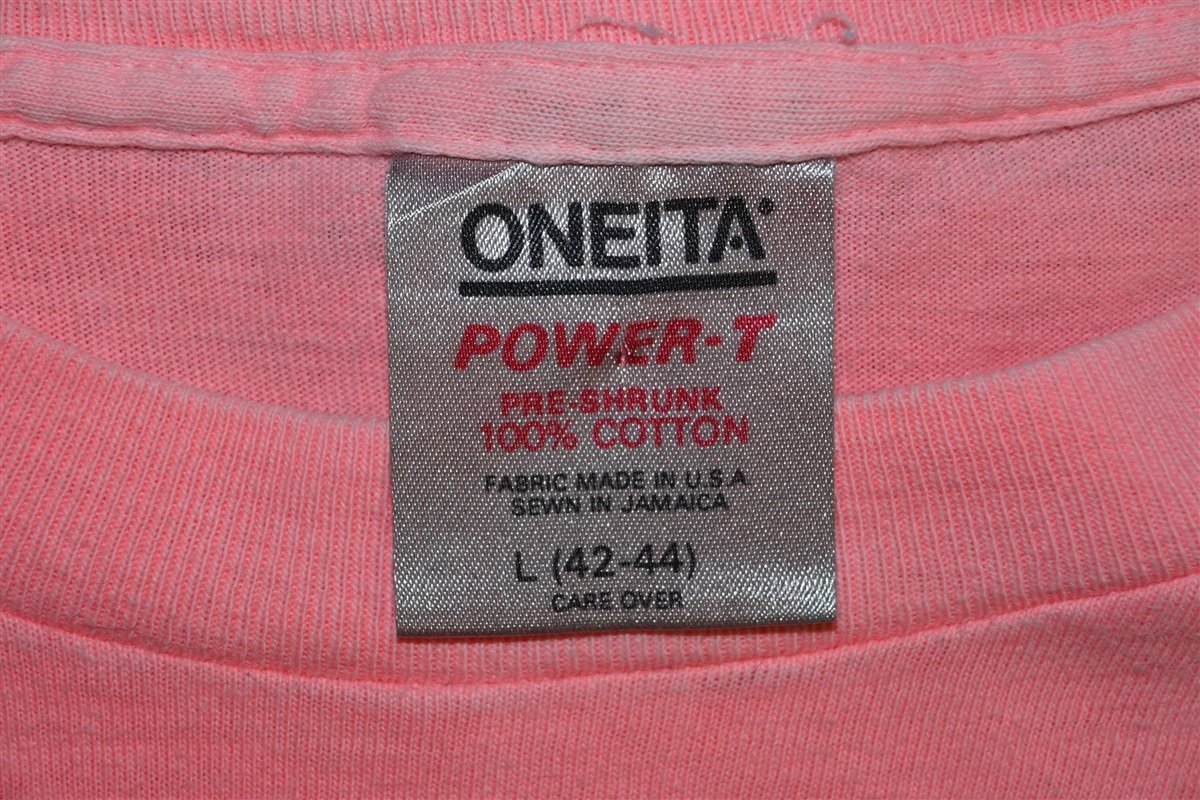 ONEITA
POWER-T
PRE-SHRUNK
100% COTTON
FABRIC MADE IN U.S.A.
SEWN IN JAMAICA
L (42-44)
CARE OVER